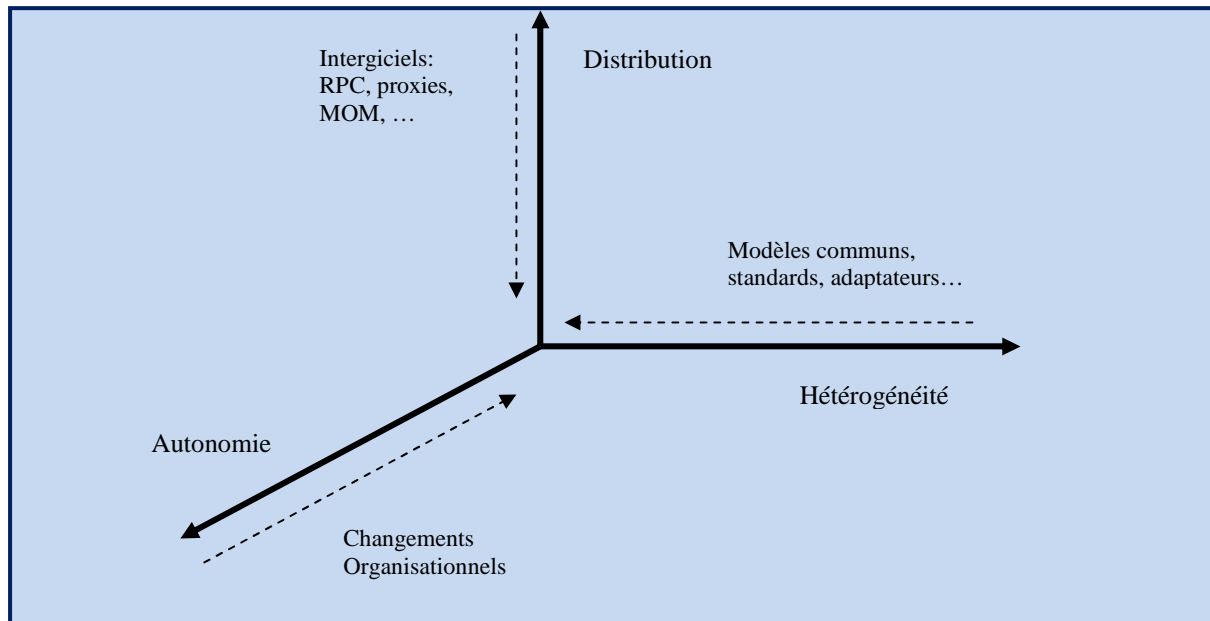 Intergiciels:
RPC, proxies,
MOM, …
Distribution
Modèles communs,
standards, adaptateurs…
Hétérogénéité
Autonomie
Changements
Organisationnels